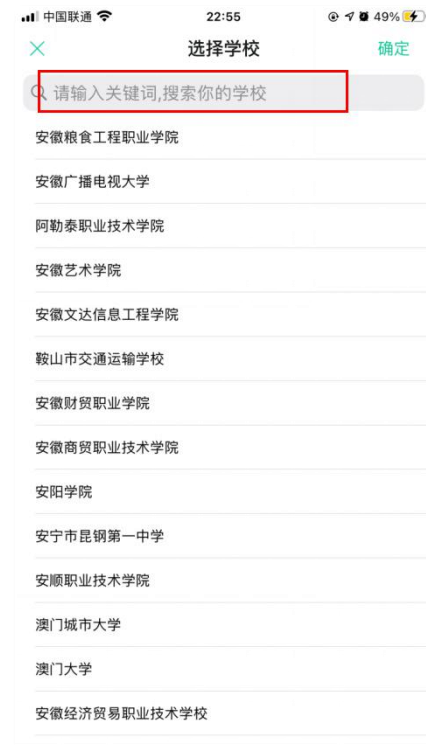 中国联通 22:55 49%
选择学校 确定
请输入关键词,搜索你的学校
安徽粮食工程职业学院
安徽广播电视大学
阿勒泰职业技术学院
安徽艺术学院
安徽文达信息工程学院
鞍山市交通运输学校
安徽财贸职业学院
安徽商贸职业技术学院
安阳学院
安宁市昆钢第一中学
安顺职业技术学院
澳门城市大学
澳门大学
安徽经济贸易职业技术学校